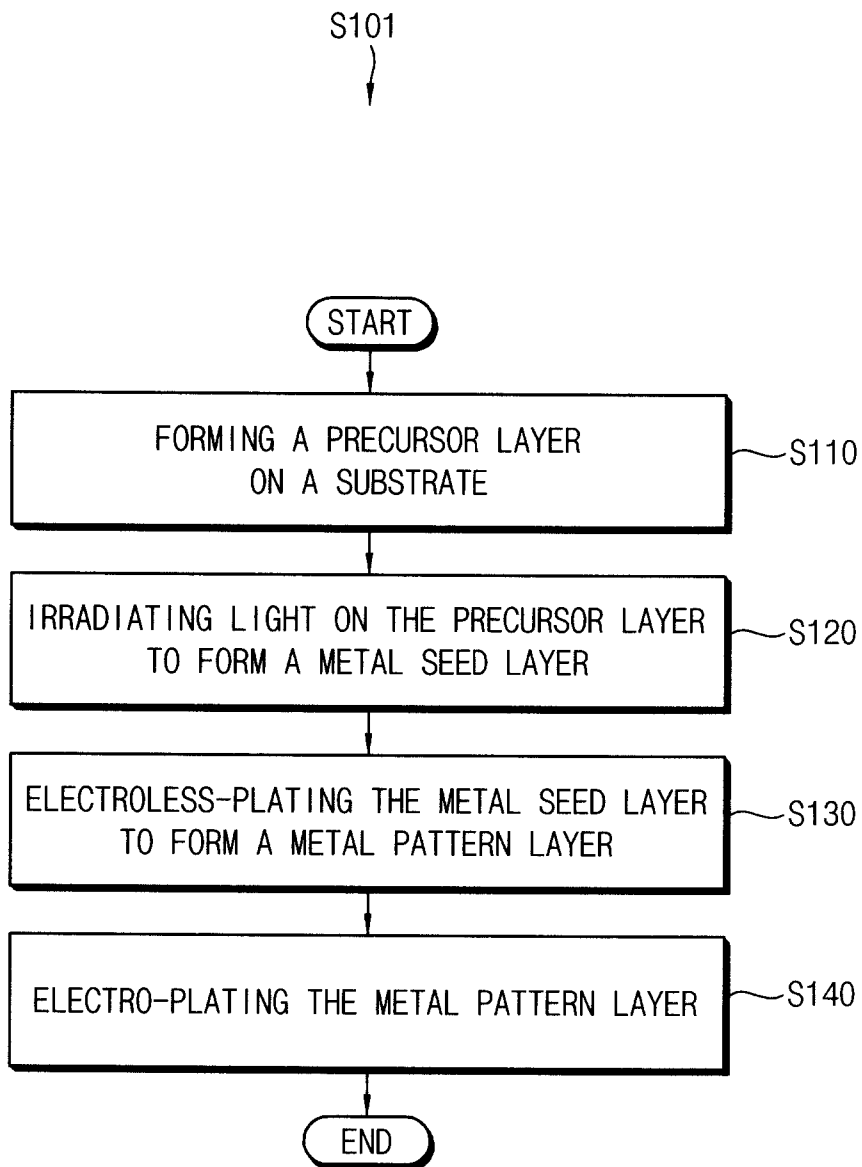 S101
START
FORMING A PRECURSOR LAYER
ON A SUBSTRATE
S110
IRRADIATING LIGHT ON THE PRECURSOR LAYER
TO FORM A METAL SEED LAYER
S120
ELECTROLESS-PLATING THE METAL SEED LAYER
TO FORM A METAL PATTERN LAYER
S130
ELECTRO-PLATING THE METAL PATTERN LAYER
S140
END